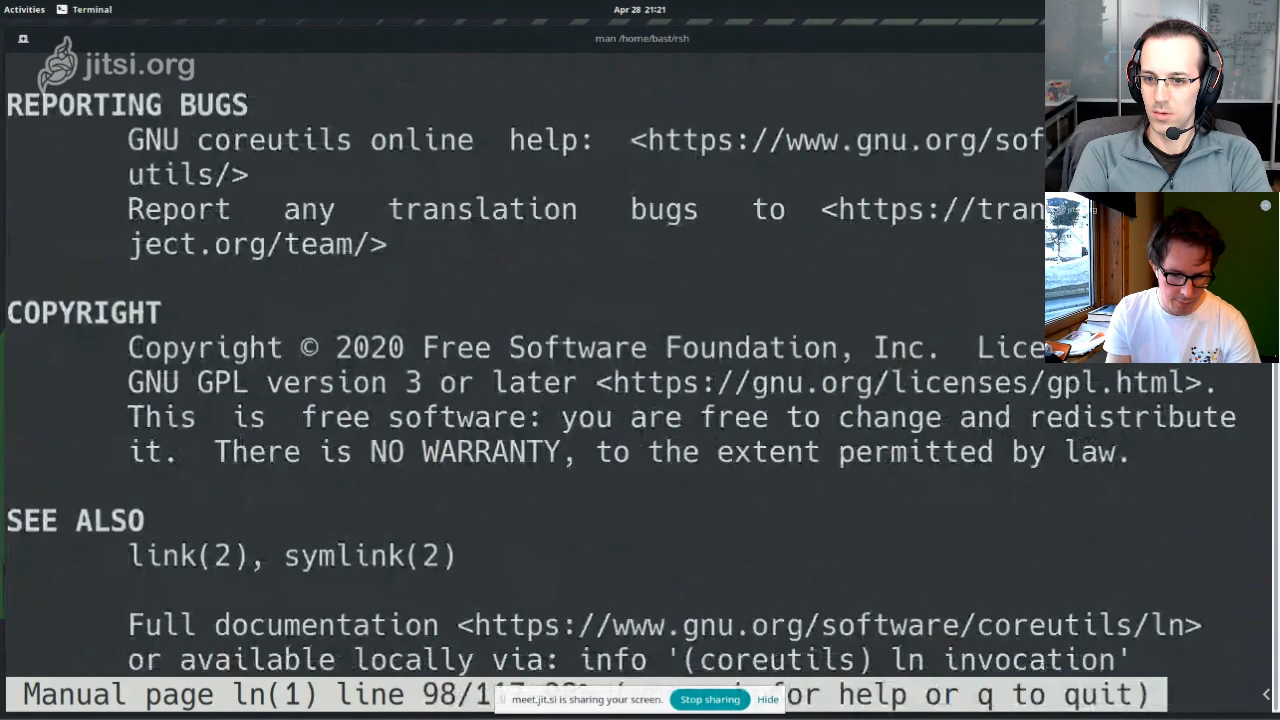 Activities Terminal Apr 28 21:21
man /home/bast/rsh
jitsi.org
REPORTING BUGS
GNU coreutils online help: <https://www.gnu.org/sof
utils/>
Report any translation bugs to <https://tran
ject.org/team/>
COPYRIGHT
Copyright © 2020 Free Software Foundation, Inc. Lice
GNU GPL version 3 or later <https://gnu.org/licenses/gpl.html>.
This is free software: you are free to change and redistribute
it. There is NO WARRANTY, to the extent permitted by law.
SEE ALSO
link(2), symlink(2)
Full documentation <https://www.gnu.org/software/coreutils/ln>
or available locally via: info '(coreutils) ln invocation'
Manual page ln(1) line 98/11 for help or q to quit)
meet.jit.si is sharing your screen. Stop sharing Hide